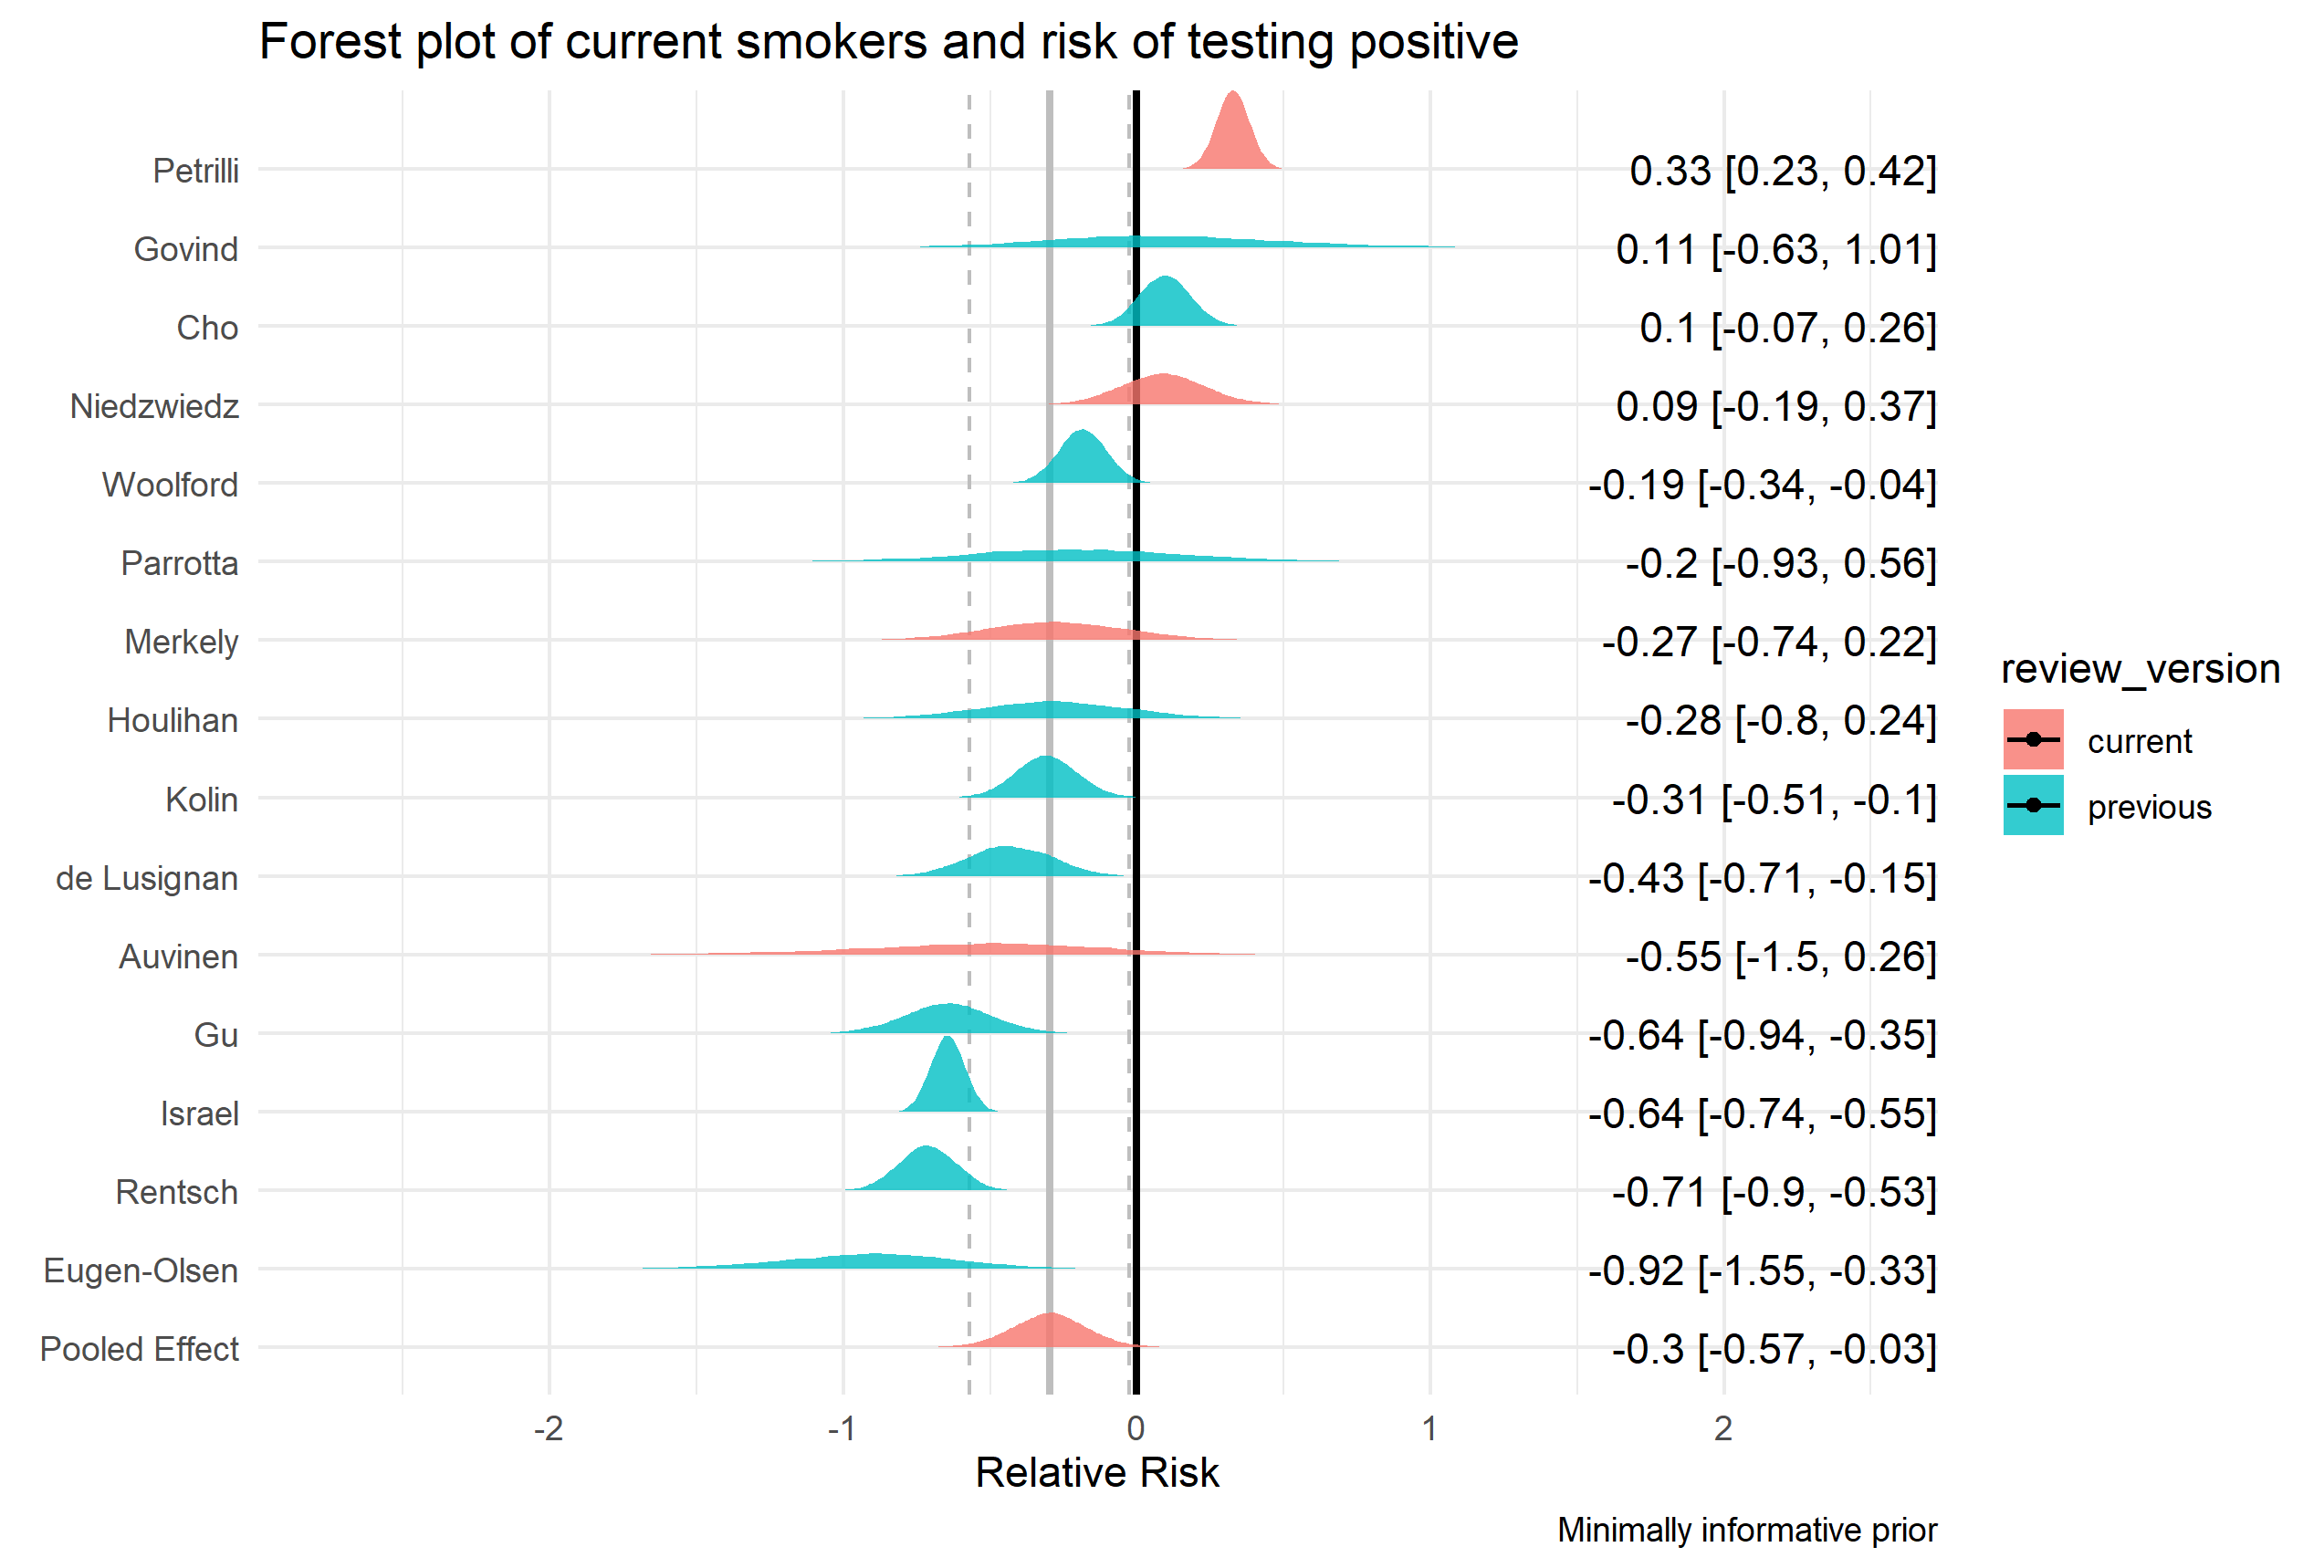 Forest plot of current smokers and risk of testing positive
Petrilli 0.33 [0.23, 0.42]
Govind 0.11 [-0.63, 1.01]
Cho 0.1 [-0.07, 0.26]
Niedzwiedz 0.09 [-0.19, 0.37]
Woolford -0.19 [-0.34, -0.04]
Parrotta -0.2 [-0.93, 0.56]
Merkely -0.27 [-0.74, 0.22]
Houlihan -0.28 [-0.8, 0.24]
Kolin -0.31 [-0.51, -0.1]
de Lusignan -0.43 [-0.71, -0.15]
Auvinen -0.55 [-1.5, 0.26]
Gu -0.64 [-0.94, -0.35]
Israel -0.64 [-0.74, -0.55]
Rentsch -0.71 [-0.9, -0.53]
Eugen-Olsen -0.92 [-1.55, -0.33]
Pooled Effect -0.3 [-0.57, -0.03]
-2 -1 0 1 2
Relative Risk
Minimally informative prior
review_version
current
previous